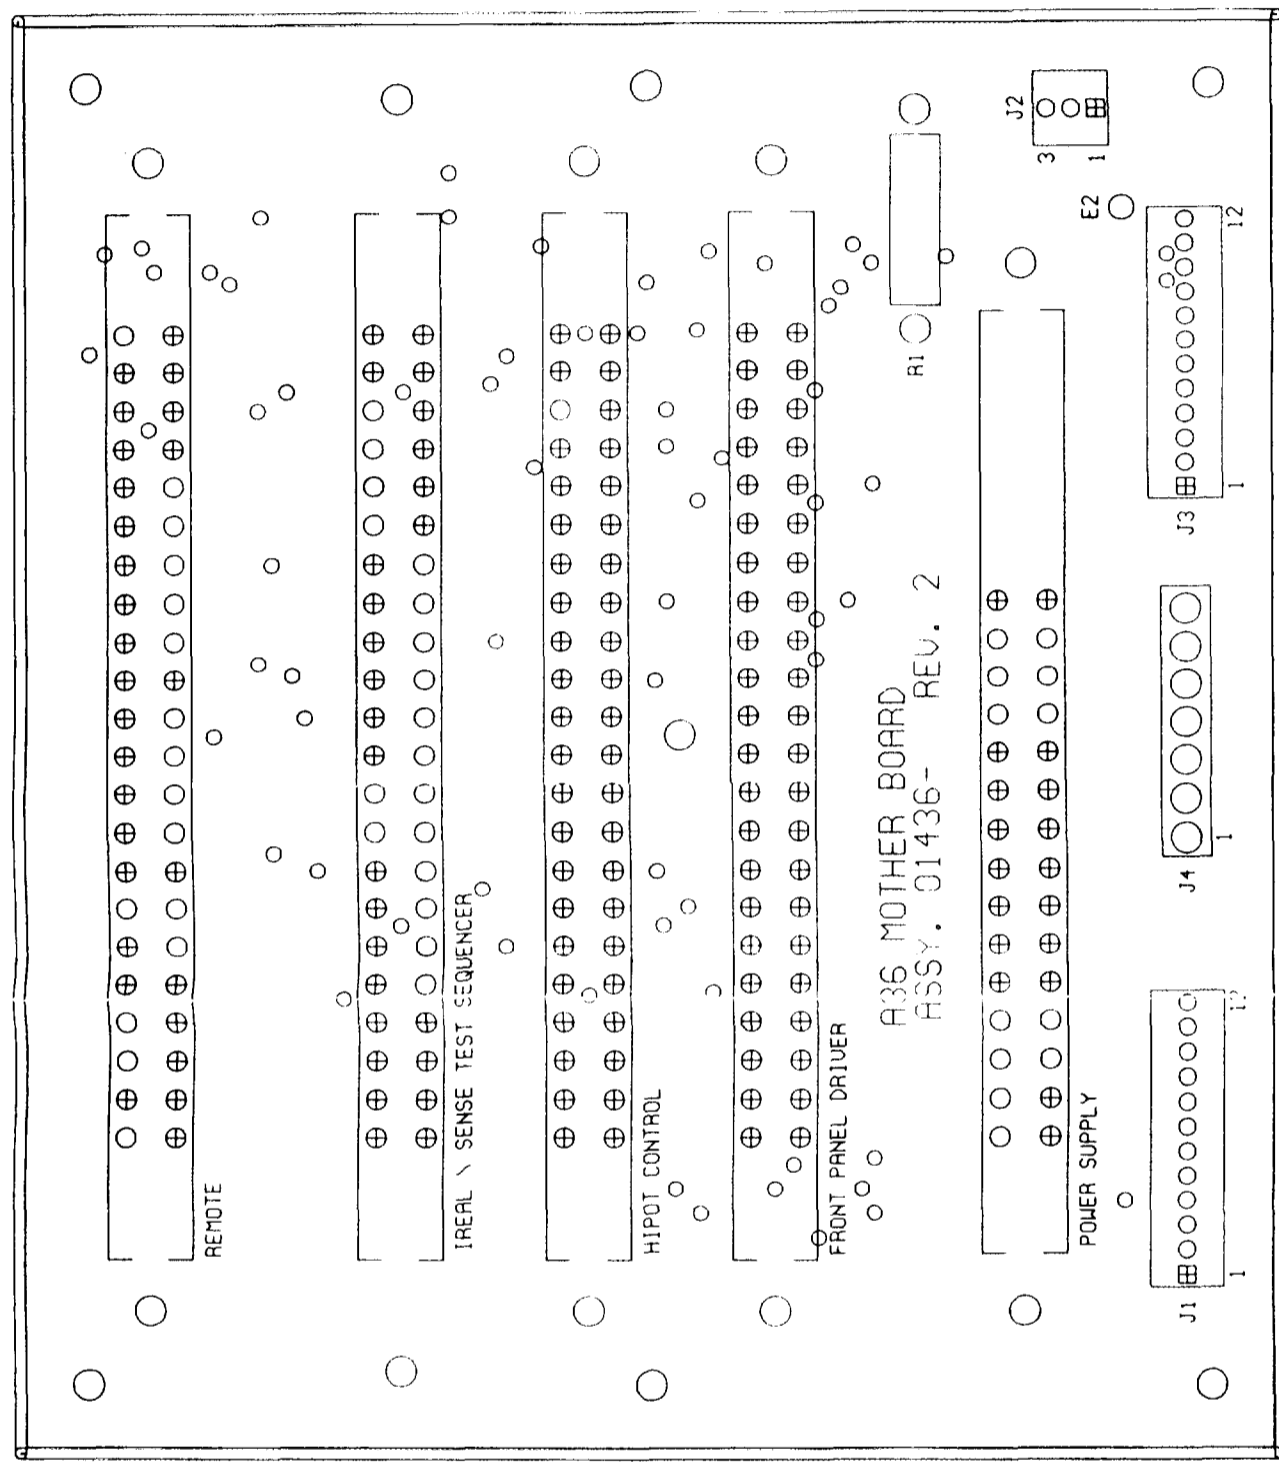 REMOTE
IREAL \ SENSE TEST SEQUENCER
HIPOT CONTROL
FRONT PANEL DRIVER
A36 MOTHER BOARD
ASSY. 01436- REV. 2
R1
POWER SUPPLY
J2
3
1
E2
J3
1
12
J4
1
J1
1
12